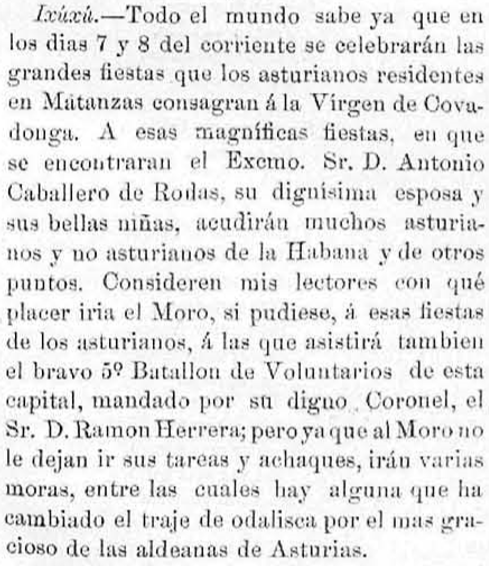 Ixúxú.—Todo el mundo sabe ya que en
los dias 7 y 8 del corriente se celebrarán las
grandes fiestas que los asturianos residentes
en Matanzas consagran á la Vírgen de Cova-
donga. A esas magníficas fiestas, en que
se encontraran el Excmo. Sr. D. Antonio
Caballero de Rodas, su dignísima esposa y
sus bellas niñas, acudirán muchos asturia-
nos y no asturianos de la Habana y de otros
puntos. Consideren mis lectores con qué
placer iria el Moro, si pudiese, á esas fiestas
de los asturianos, á las que asistirá tambien
el bravo 5º Batallon de Voluntarios de esta
capital, mandado por su digno Coronel, el
Sr. D. Ramon Herrera; pero ya que al Moro no
le dejan ir sus tareas y achaques, irán varias
moras, entre las cuales hay alguna que ha
cambiado el traje de odalisca por el mas gra-
cioso de las aldeanas de Asturias.